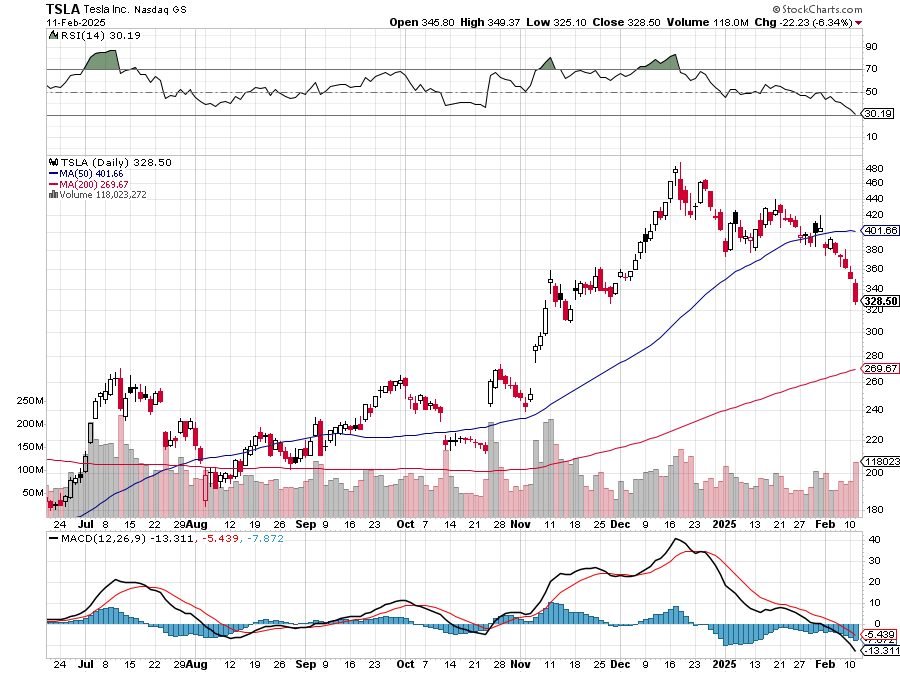 TSLA Tesla Inc. Nasdaq GS
© StockCharts.com
11-Feb-2025
Open 345.80 High 349.37 Low 325.10 Close 328.50 Volume 118.0M Chg -22.23 (-6.34%)
RSI(14) 30.19
90
70
50
30.19
10
TSLA (Daily) 328.50
MA(50) 401.66
MA(200) 269.67
Volume 118,023,272
480
460
440
420
401.66
380
360
340
328.50
320
300
280
269.67
260
240
220
118023
200
180
250M
200M
150M
100M
50M
24 Jul 8 15 22 29 Aug 12 19 26 Sep 9 16 23 Oct 7 14 21 28 Nov 11 18 25 Dec 9 16 23 2025 13 21 27 Feb 10
MACD(12,26,9) -13.311, -5.439, -7.872
40
30
20
10
0
-5.439
-7.872
-13.311
24 Jul 8 15 22 29 Aug 12 19 26 Sep 9 16 23 Oct 7 14 21 28 Nov 11 18 25 Dec 9 16 23 2025 13 21 27 Feb 10